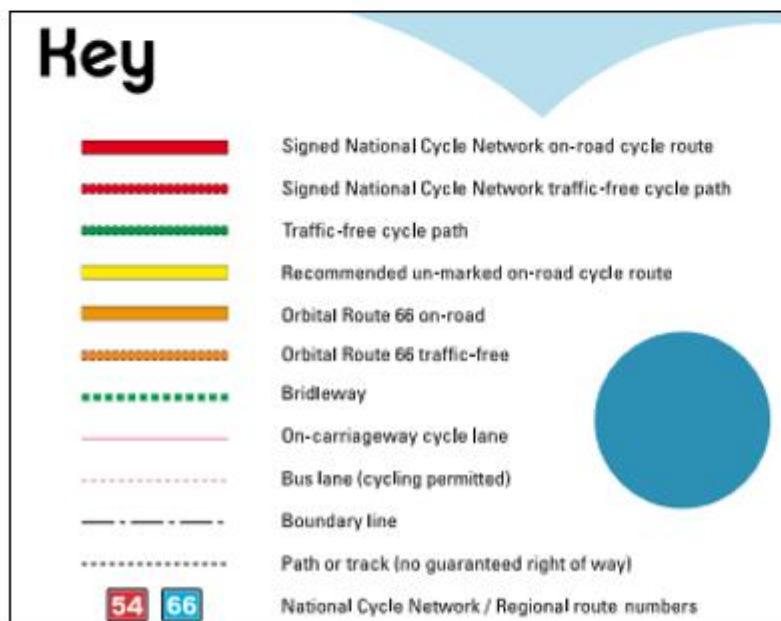 Key
Signed National Cycle Network on-road cycle route
Signed National Cycle Network traffic-free cycle path
Traffic-free cycle path
Recommended un-marked on-road cycle route
Orbital Route 66 on-road
Orbital Route 66 traffic-free
Bridleway
On-carriageway cycle lane
Bus lane (cycling permitted)
Boundary line
Path or track (no guaranteed right of way)
54 66 National Cycle Network / Regional route numbers